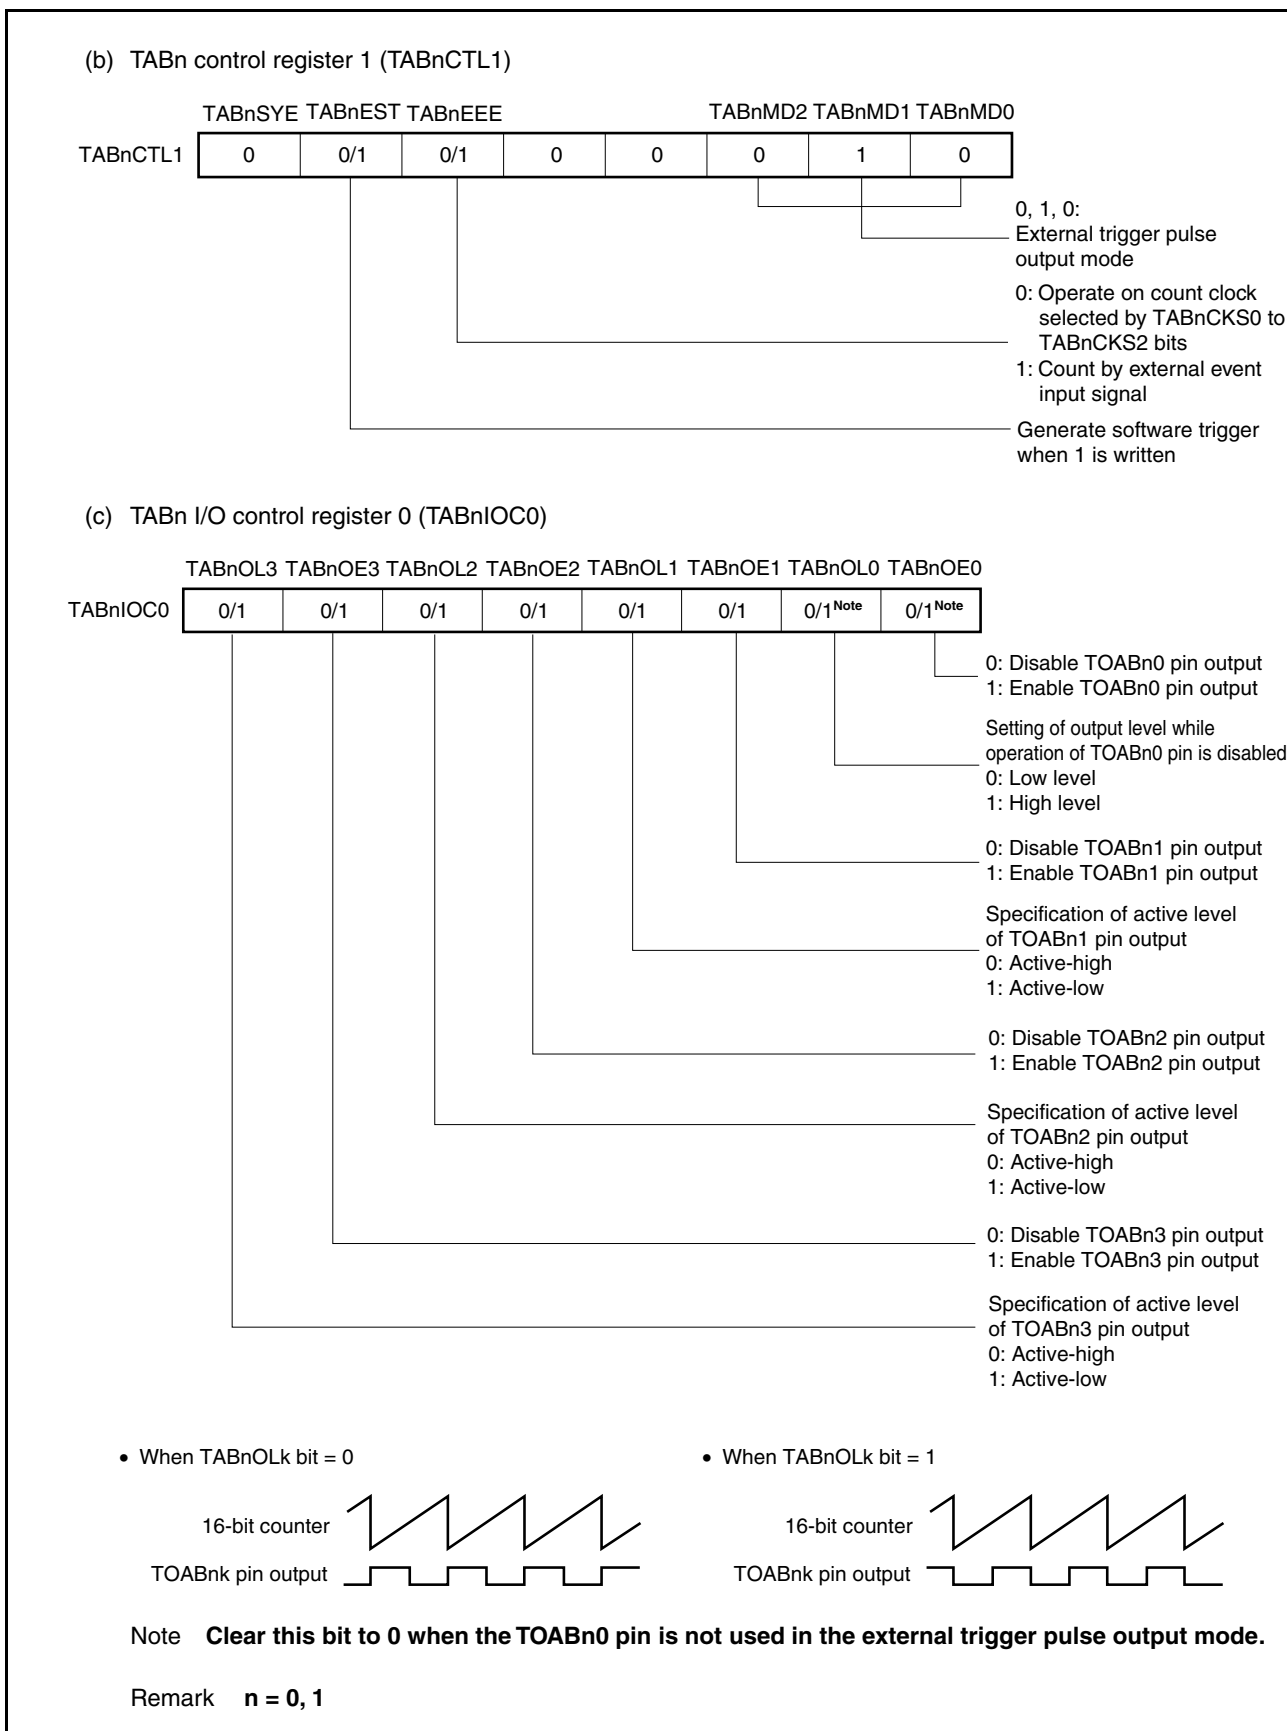 (b) TABn control register 1 (TABnCTL1)
TABnSYE TABnEST TABnEEE TABnMD2 TABnMD1 TABnMD0
TABnCTL1 0 0/1 0/1 0 0 0 1 0
0, 1, 0:
External trigger pulse
output mode
0: Operate on count clock
selected by TABnCKS0 to
TABnCKS2 bits
1: Count by external event
input signal
Generate software trigger
when 1 is written
(c) TABn I/O control register 0 (TABnIOC0)
TABnOL3 TABnOE3 TABnOL2 TABnOE2 TABnOL1 TABnOE1 TABnOL0 TABnOE0
TABnIOC0 0/1 0/1 0/1 0/1 0/1 0/1 0/1Note 0/1Note
0: Disable TOABn0 pin output
1: Enable TOABn0 pin output
Setting of output level while
operation of TOABn0 pin is disabled
0: Low level
1: High level
0: Disable TOABn1 pin output
1: Enable TOABn1 pin output
Specification of active level
of TOABn1 pin output
0: Active-high
1: Active-low
0: Disable TOABn2 pin output
1: Enable TOABn2 pin output
Specification of active level
of TOABn2 pin output
0: Active-high
1: Active-low
0: Disable TOABn3 pin output
1: Enable TOABn3 pin output
Specification of active level
of TOABn3 pin output
0: Active-high
1: Active-low
• When TABnOLk bit = 0
16-bit counter
TOABnk pin output
• When TABnOLk bit = 1
16-bit counter
TOABnk pin output
Note Clear this bit to 0 when the TOABn0 pin is not used in the external trigger pulse output mode.
Remark n = 0, 1